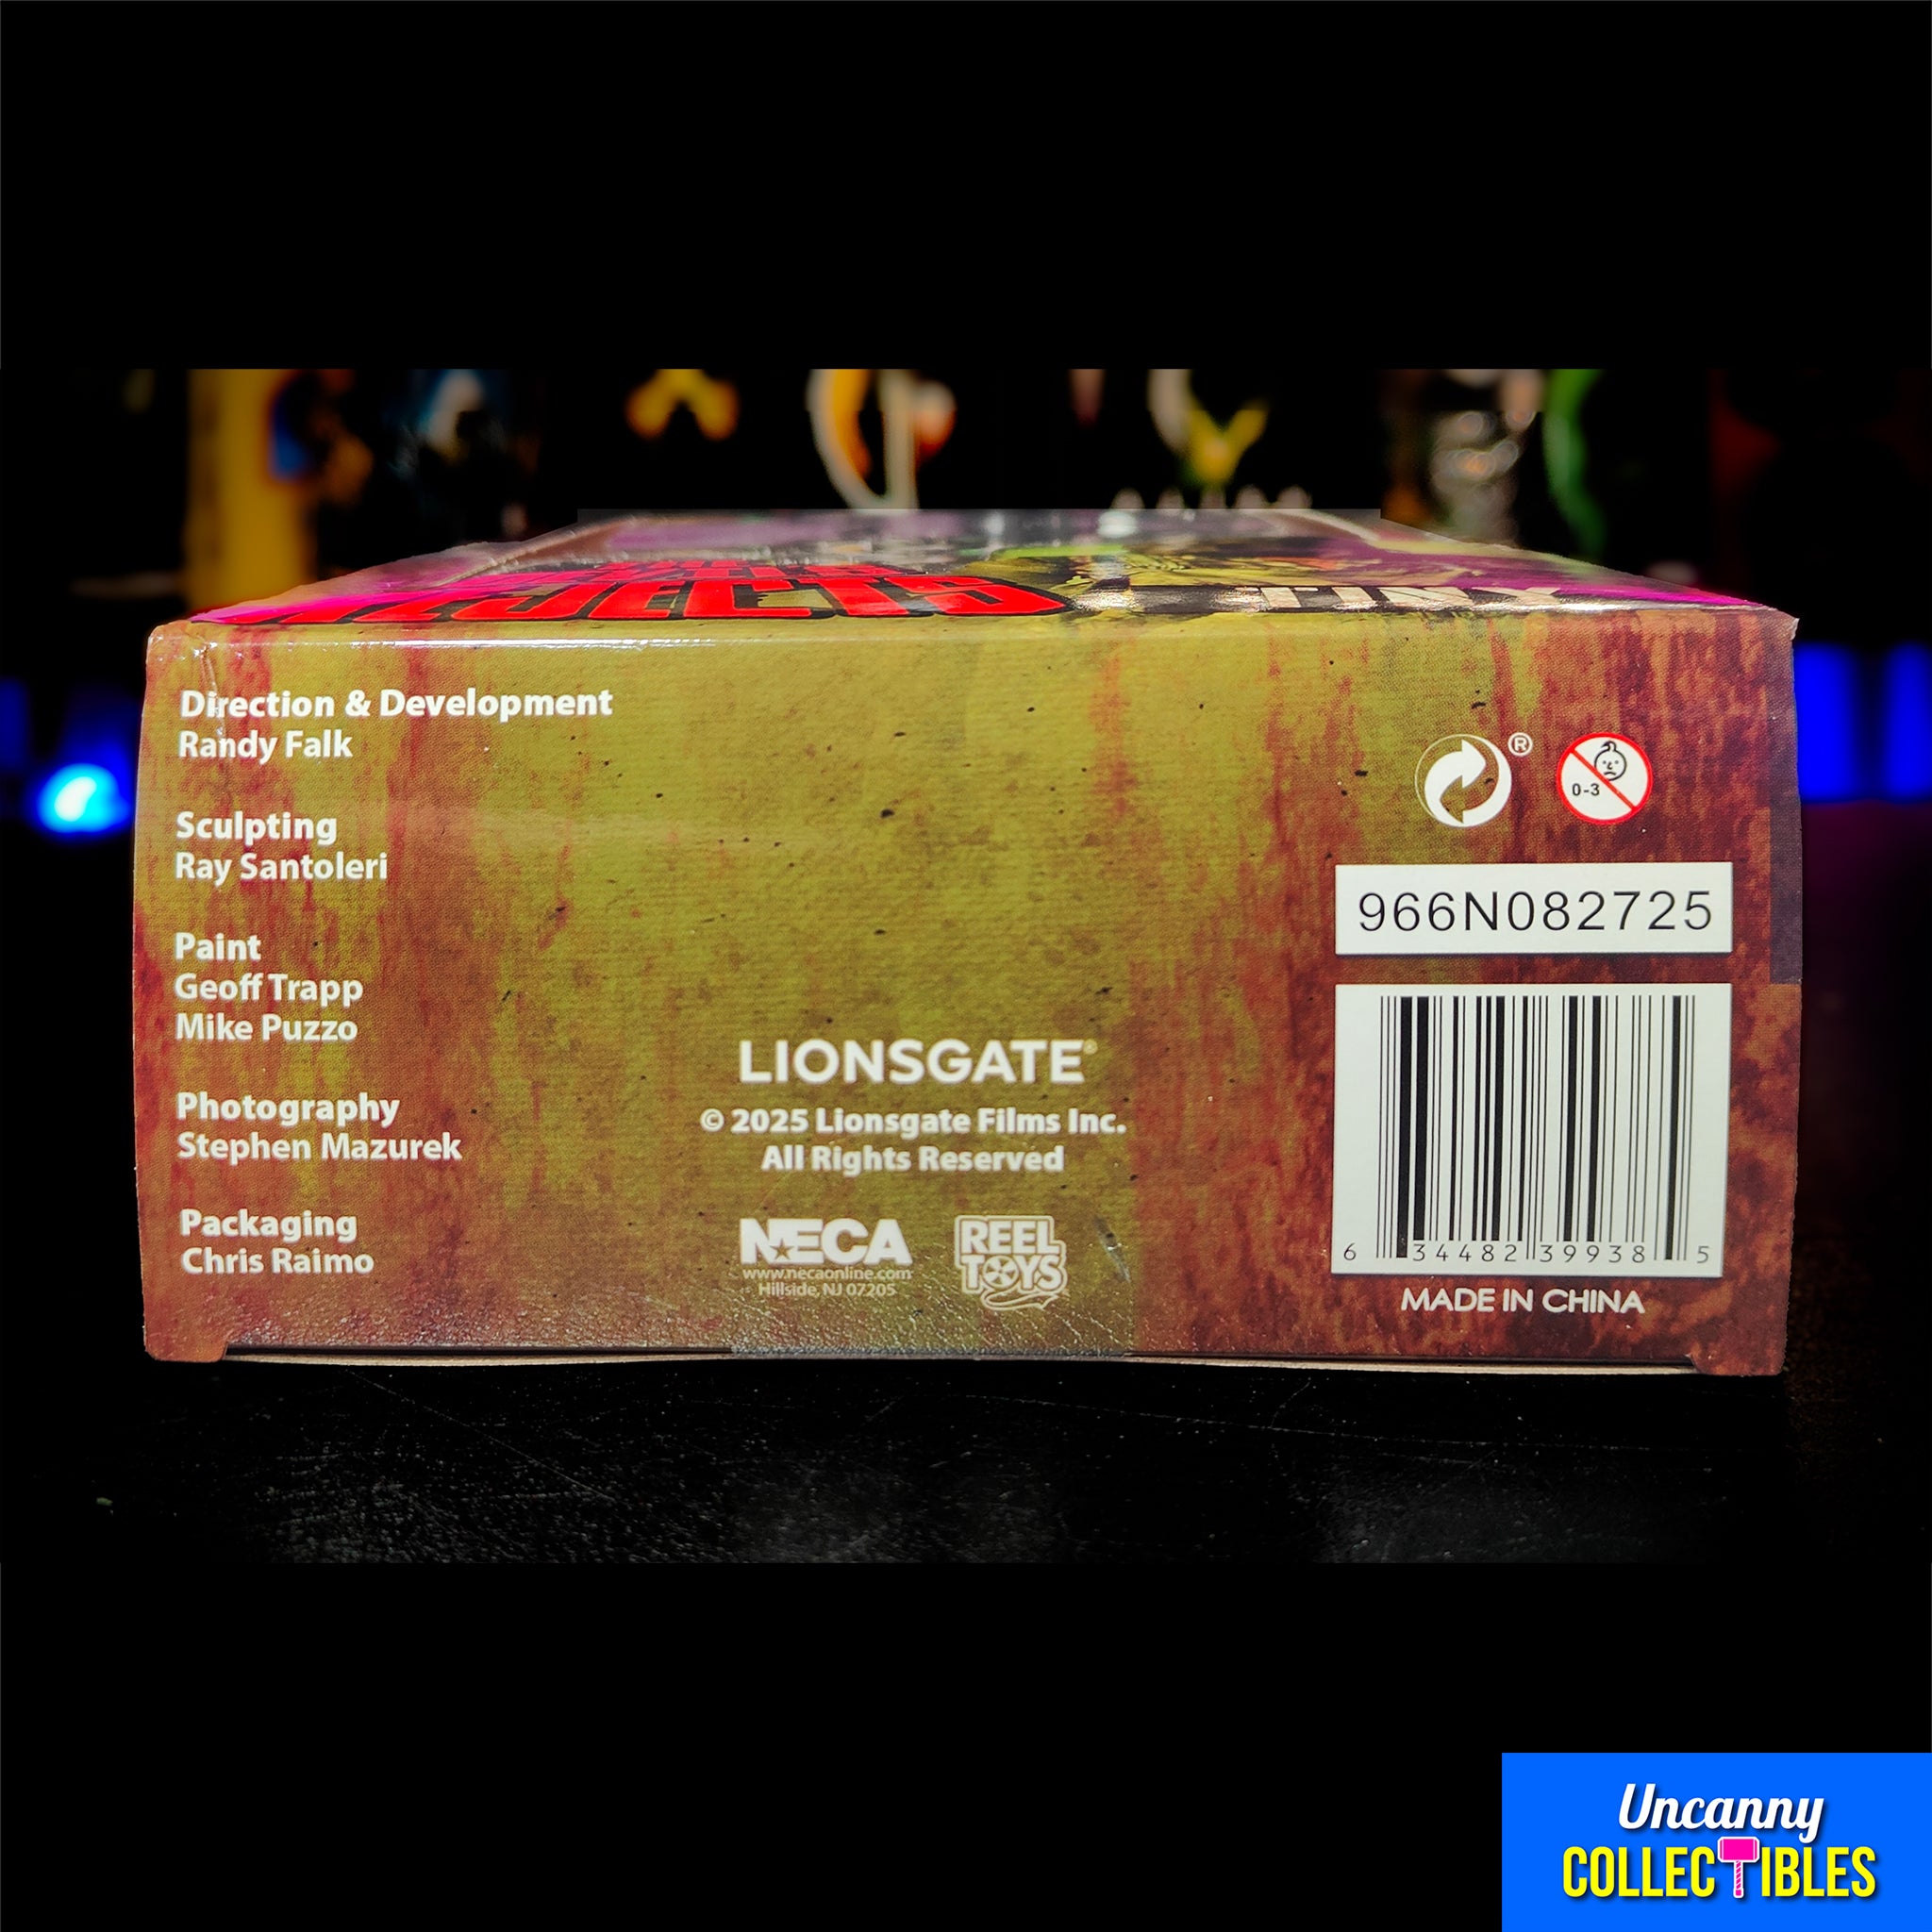 REJECTS
TINY
Direction & Development
Randy Falk
Sculpting
Ray Santoleri
Paint
Geoff Trapp
Mike Puzzo
Photography
Stephen Mazurek
Packaging
Chris Raimo
LIONSGATE
© 2025 Lionsgate Films Inc.
All Rights Reserved
NECA
www.necaonline.com
Hillside, NJ 07205
REEL
TOYS
®
0-3
966N082725
6 34482 39938 5
MADE IN CHINA
Uncanny
COLLECTIBLES